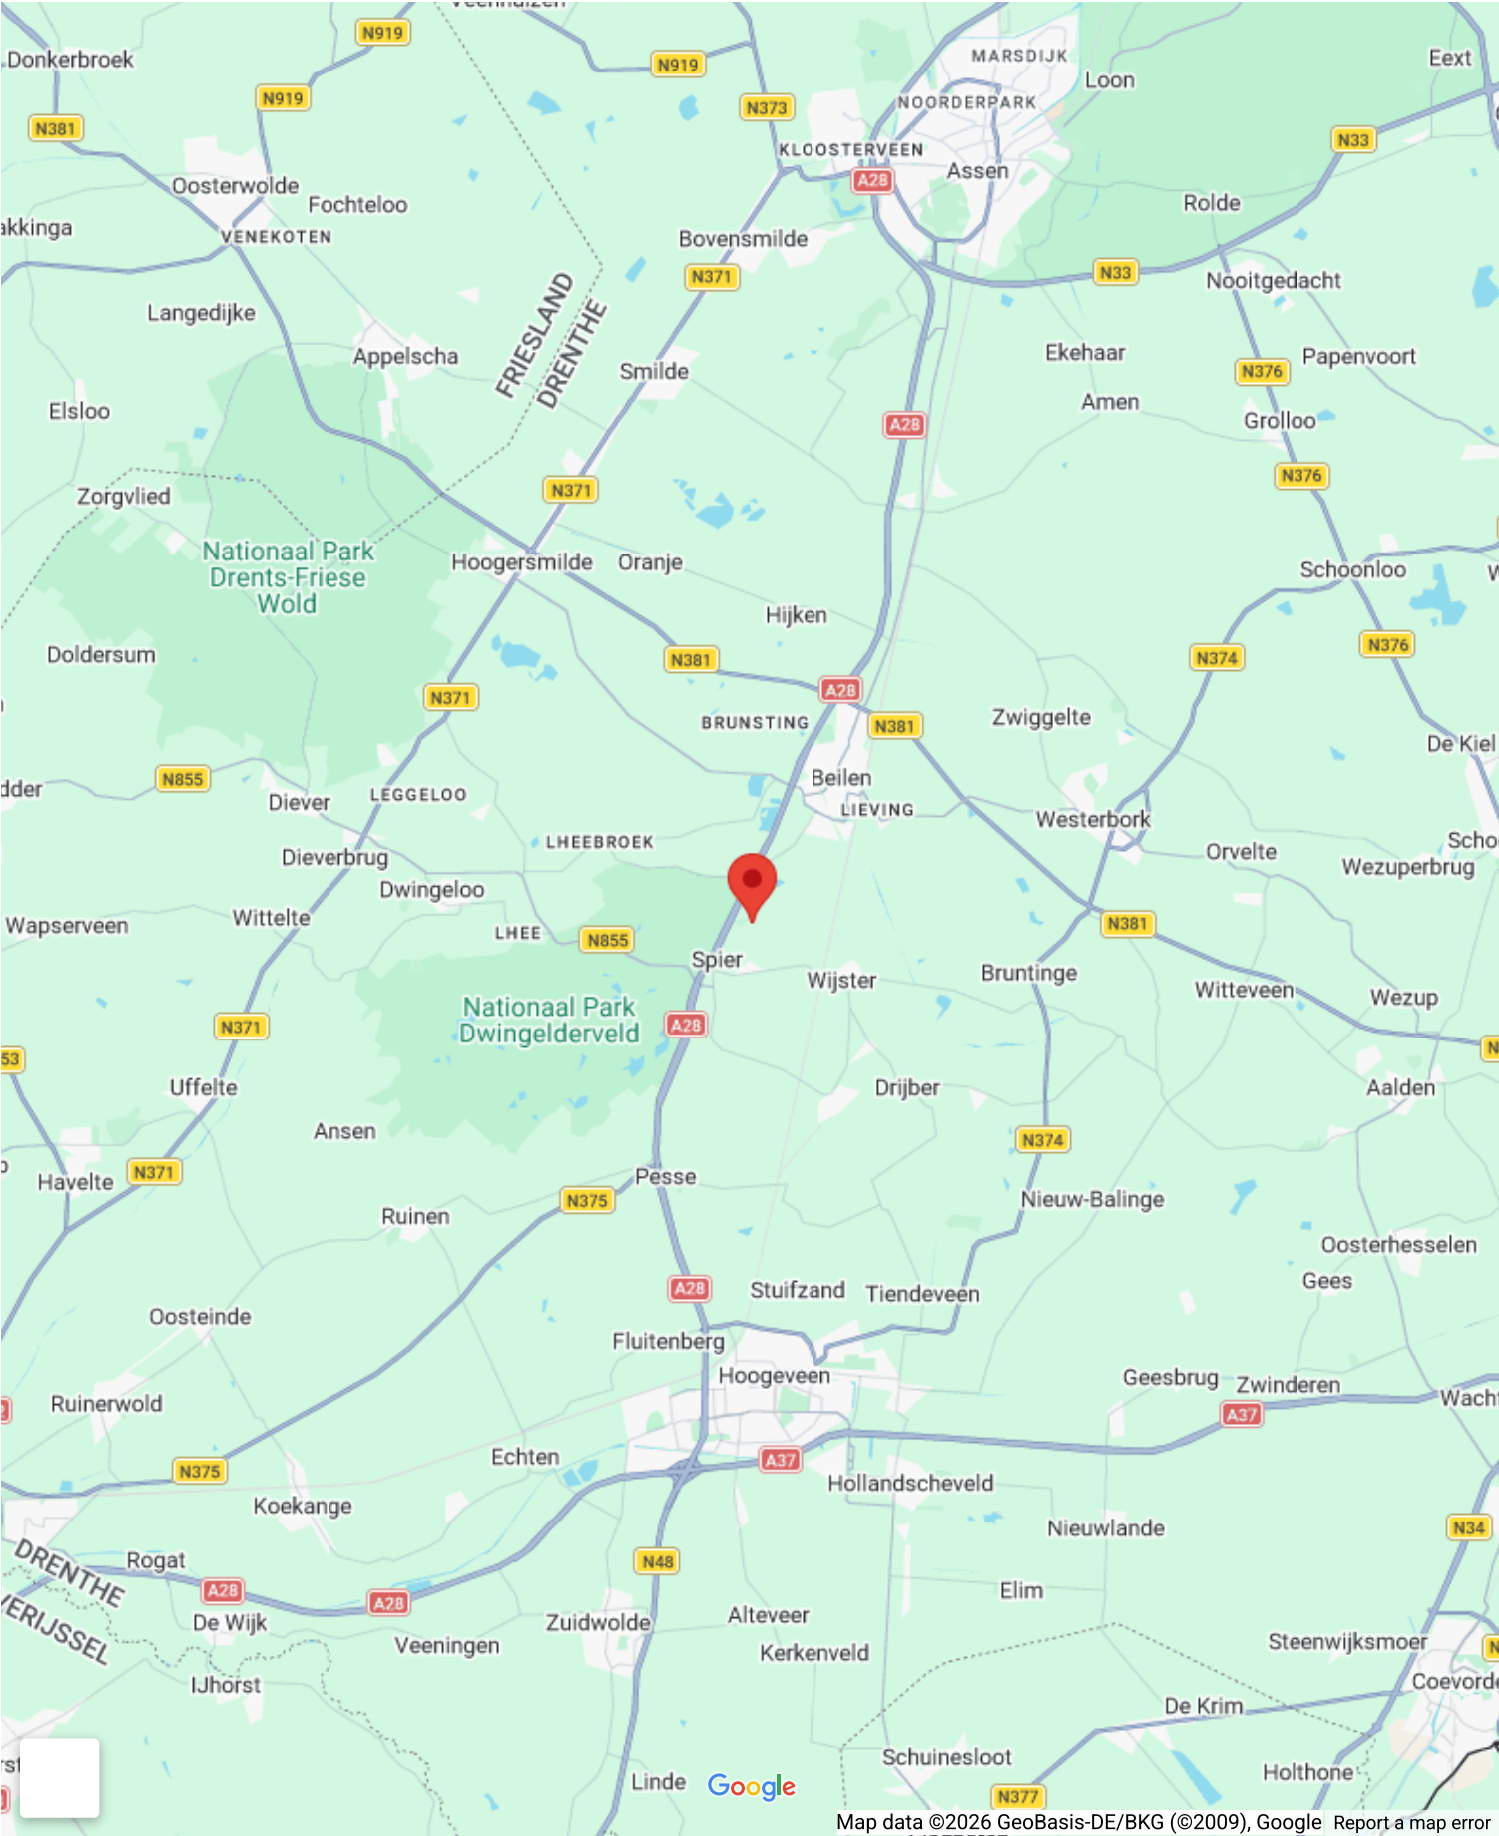 Donkerbroek
N919
N919
MARSDIJK
Eext
Loon
N919
N373
NOORDERPARK
N381
N33
KLOOSTERVEEN
Assen
A28
Oosterwolde
Fochteloo
Rolde
VENEKOTEN
Bovensmilde
N371
N33
Nooitgedacht
Langedijke
FRIESLAND
DRENTHE
Appelscha
Smilde
Ekehaar
Papenvoort
N376
Elsloo
Amen
Grolloo
A28
N376
Zorgvlied
N371
Nationaal Park
Drents-Friese
Wold
Hoogersmilde
Oranje
Schoonloo
Hijken
Doldersum
N381
N374
N376
N371
A28
BRUNSTING
N381
Zwiggelte
De Kiel
N855
Beilen
Diever
LEGGELOO
LIEVING
Westerbork
LHEEBROEK
Orvelte
Dieverbrug
Wezuperbrug
Dwingeloo
Wapserveen
Wittelte
LHEE
N855
N381
Spier
Wijster
Bruntinge
Witteveen
Wezup
Nationaal Park
Dwingelderveld
N371
A28
53
Uffelte
Drijber
Aalden
Ansen
N374
Havelte
N371
Pesse
N375
Nieuw-Balinge
Ruinen
Oosterhesselen
Gees
A28
Stuifzand
Tiendeveen
Oosteinde
Fluitenberg
Hoogeveen
Geesbrug
Zwinderen
Ruinerwold
A37
Echten
A37
N375
Hollandscheveld
Koekange
Nieuwlande
N34
DRENTHE
Rogat
N48
A28
A28
Elim
De Wijk
Zuidwolde
Alteveer
Veeningen
Kerkenveld
Steenwijksmoer
IJhorst
De Krim
Schuinesloot
Holthone
Linde
Google
N377
Map data ©2026 GeoBasis-DE/BKG (©2009), Google
Report a map error